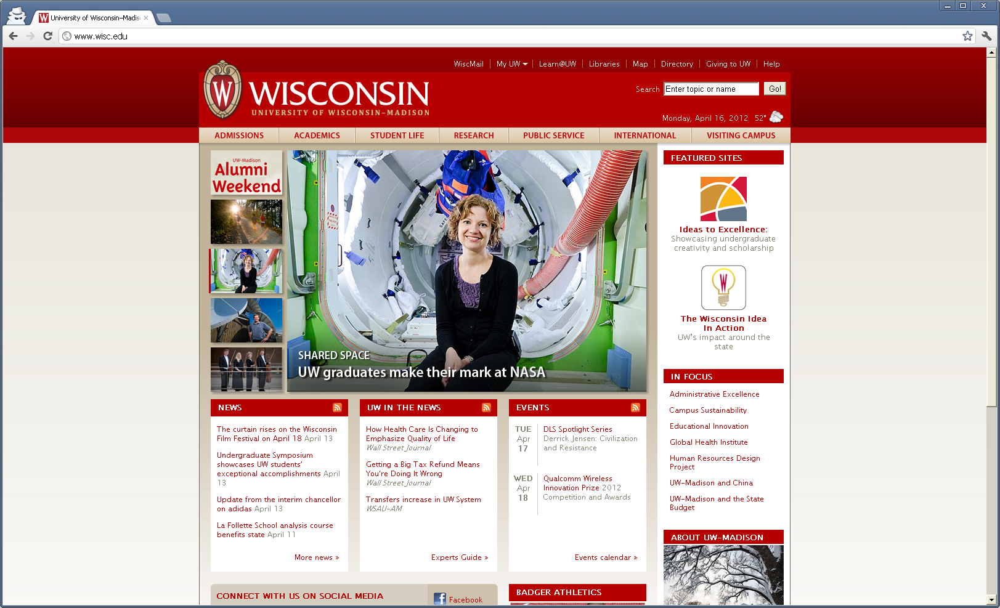 University of Wisconsin–Madis
www.wisc.edu
WiscMail
My UW
Learn@UW
Libraries
Map
Directory
Giving to UW
Help
W
WISCONSIN
UNIVERSITY OF WISCONSIN–MADISON
Search
Enter topic or name
Go!
Monday, April 16, 2012 52°
ADMISSIONS
ACADEMICS
STUDENT LIFE
RESEARCH
PUBLIC SERVICE
INTERNATIONAL
VISITING CAMPUS
UW-Madison
Alumni
Weekend
SHARED SPACE
UW graduates make their mark at NASA
FEATURED SITES
Ideas to Excellence:
Showcasing undergraduate
creativity and scholarship
W
The Wisconsin Idea
In Action
UW's impact around the
state
IN FOCUS
Administrative Excellence
Campus Sustainability
Educational Innovation
Global Health Institute
Human Resources Design
Project
UW-Madison and China
UW-Madison and the State
Budget
ABOUT UW-MADISON
NEWS
The curtain rises on the Wisconsin
Film Festival on April 18 April 13
Undergraduate Symposium
showcases UW students'
exceptional accomplishments April
13
Update from the interim chancellor
on adidas April 13
La Follette School analysis course
benefits state April 11
More news »
UW IN THE NEWS
How Health Care Is Changing to
Emphasize Quality of Life
Wall Street Journal
Getting a Big Tax Refund Means
You're Doing It Wrong
Wall Street Journal
Transfers increase in UW System
WSAU-AM
Experts Guide »
EVENTS
TUE
Apr
17
DLS Spotlight Series
Derrick Jensen: Civilization
and Resistance
WED
Apr
18
Qualcomm Wireless
Innovation Prize 2012
Competition and Awards
Events calendar »
CONNECT WITH US ON SOCIAL MEDIA
Facebook
BADGER ATHLETICS